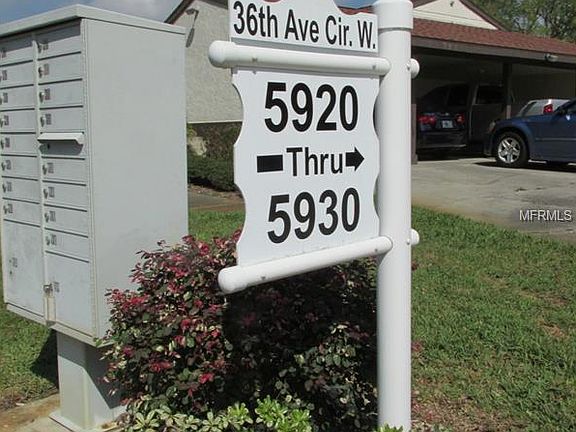 36th Ave Cir. W.
5920
Thru
5930
MFRMLS